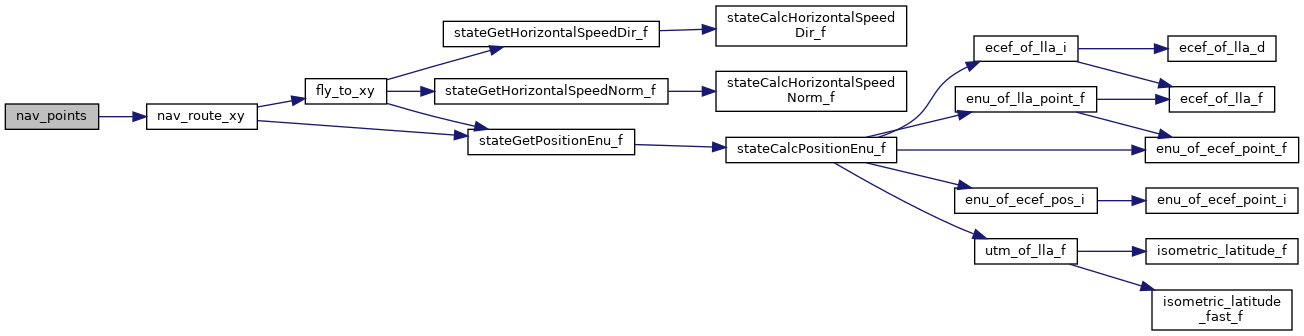 nav_points
nav_route_xy
fly_to_xy
stateGetHorizontalSpeedDir_f
stateCalcHorizontalSpeed
Dir_f
stateGetHorizontalSpeedNorm_f
stateCalcHorizontalSpeed
Norm_f
stateGetPositionEnu_f
stateCalcPositionEnu_f
ecef_of_lla_i
ecef_of_lla_d
ecef_of_lla_f
enu_of_lla_point_f
enu_of_ecef_point_f
enu_of_ecef_pos_i
enu_of_ecef_point_i
utm_of_lla_f
isometric_latitude_f
isometric_latitude
_fast_f